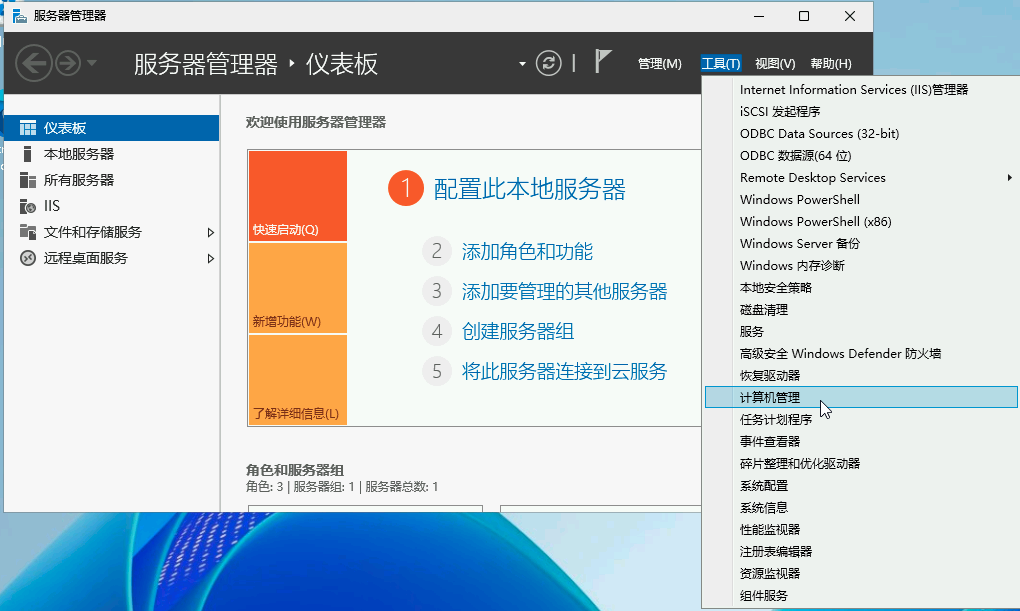 服务器管理器
服务器管理器 • 仪表板
管理(M) 工具(T) 视图(V) 帮助(H)
仪表板
本地服务器
所有服务器
IIS
文件和存储服务
远程桌面服务
欢迎使用服务器管理器
快速启动(Q)
新增功能(W)
了解详细信息(L)
1 配置此本地服务器
2 添加角色和功能
3 添加要管理的其他服务器
4 创建服务器组
5 将此服务器连接到云服务
角色和服务器组
角色: 3 | 服务器组: 1 | 服务器总数: 1
Internet Information Services (IIS)管理器
iSCSI 发起程序
ODBC Data Sources (32-bit)
ODBC 数据源(64 位)
Remote Desktop Services
Windows PowerShell
Windows PowerShell (x86)
Windows Server 备份
Windows 内存诊断
本地安全策略
磁盘清理
服务
高级安全 Windows Defender 防火墙
恢复驱动器
计算机管理
任务计划程序
事件查看器
碎片整理和优化驱动器
系统配置
系统信息
性能监视器
注册表编辑器
资源监视器
组件服务